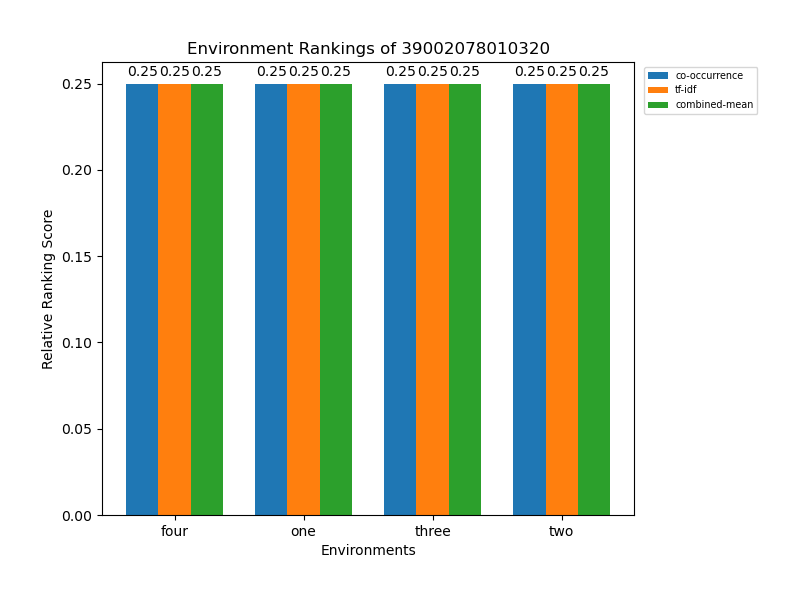 Environment Rankings of 39002078010320
0.25 0.25 0.25 0.25 0.25 0.25 0.25 0.25 0.25 0.25 0.25 0.25
co-occurrence
tf-idf
combined-mean
0.25
0.20
0.15
0.10
0.05
0.00
Relative Ranking Score
four one three two
Environments